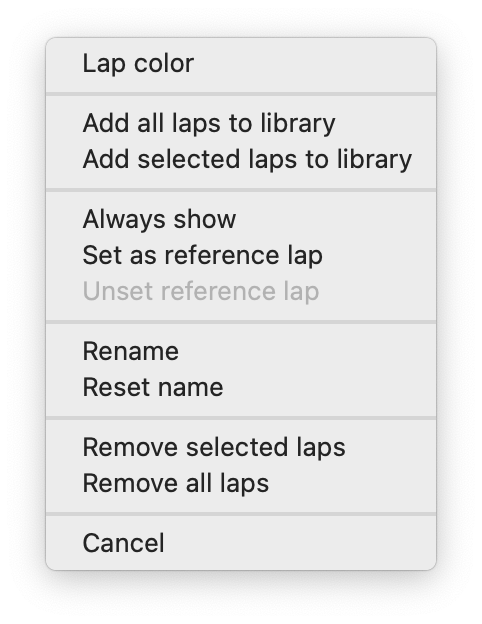 Lap color
Add all laps to library
Add selected laps to library
Always show
Set as reference lap
Unset reference lap
Rename
Reset name
Remove selected laps
Remove all laps
Cancel